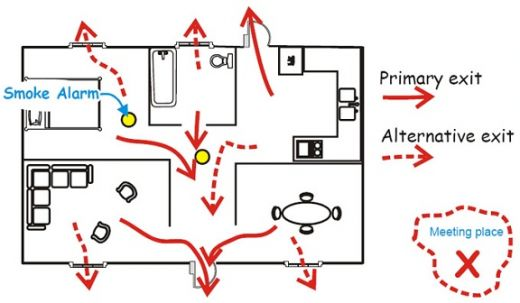 Primary exit
Smoke Alarm
Alternative exit
Meeting place